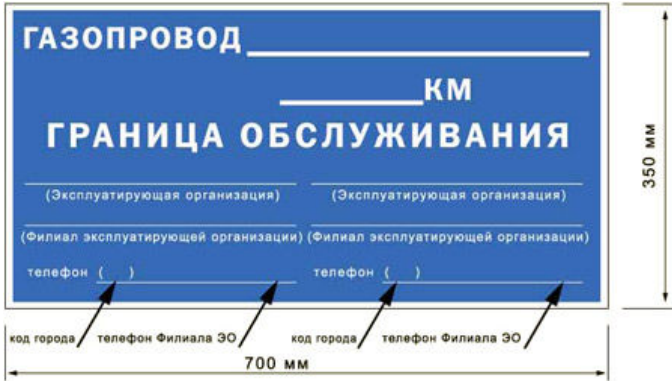 ГАЗОПРОВОД
КМ
ГРАНИЦА ОБСЛУЖИВАНИЯ
(Эксплуатирующая организация) (Эксплуатирующая организация)
(Филиал эксплуатирующей организации) (Филиал эксплуатирующей организации)
телефон ( ) телефон ( )
код города телефон Филиала ЭО код города телефон Филиала ЭО
700 мм
350 мм